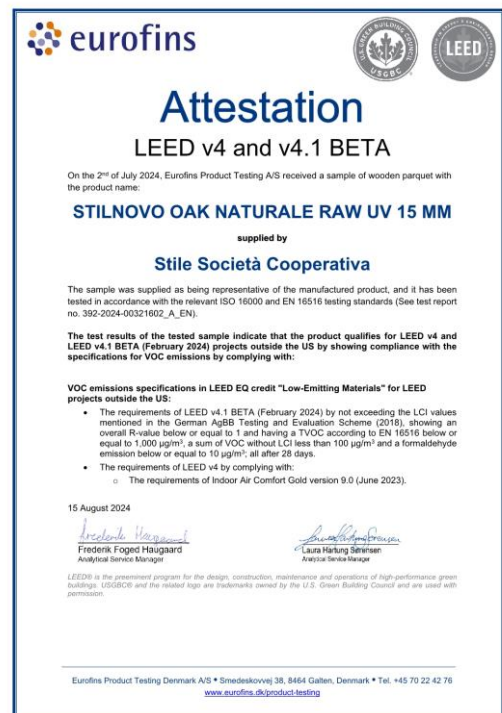 eurofins
U.S. GREEN BUILDING COUNCIL
USGBC
LEED
Attestation
LEED v4 and v4.1 BETA
On the 2nd of July 2024, Eurofins Product Testing A/S received a sample of wooden parquet with
the product name:
STILNOVO OAK NATURALE RAW UV 15 MM
supplied by
Stile Società Cooperativa
The sample was supplied as being representative of the manufactured product, and it has been
tested in accordance with the relevant ISO 16000 and EN 16516 testing standards (See test report
no. 392-2024-00321602_A_EN).
The test results of the tested sample indicate that the product qualifies for LEED v4 and
LEED v4.1 BETA (February 2024) projects outside the US by showing compliance with the
specifications for VOC emissions by complying with:
VOC emissions specifications in LEED EQ credit "Low-Emitting Materials" for LEED
projects outside the US:
• The requirements of LEED v4.1 BETA (February 2024) by not exceeding the LCI values
mentioned in the German AgBB Testing and Evaluation Scheme (2018), showing an
overall R-value below or equal to 1 and having a TVOC according to EN 16516 below or
equal to 1,000 µg/m³, a sum of VOC without LCI less than 100 µg/m³ and a formaldehyde
emission below or equal to 10 µg/m³; all after 28 days.
• The requirements of LEED v4 by complying with:
o The requirements of Indoor Air Comfort Gold version 9.0 (June 2023).
15 August 2024
Frederik Foged Haugaard
Analytical Service Manager
Laura Hartung Sørensen
Analytical Service Manager
LEED® is the preeminent program for the design, construction, maintenance and operations of high-performance green
buildings. USGBC® and the related logo are trademarks owned by the U.S. Green Building Council and are used with
permission.
Eurofins Product Testing Denmark A/S • Smedeskovvej 38, 8464 Galten, Denmark • Tel. +45 70 22 42 76
www.eurofins.dk/product-testing